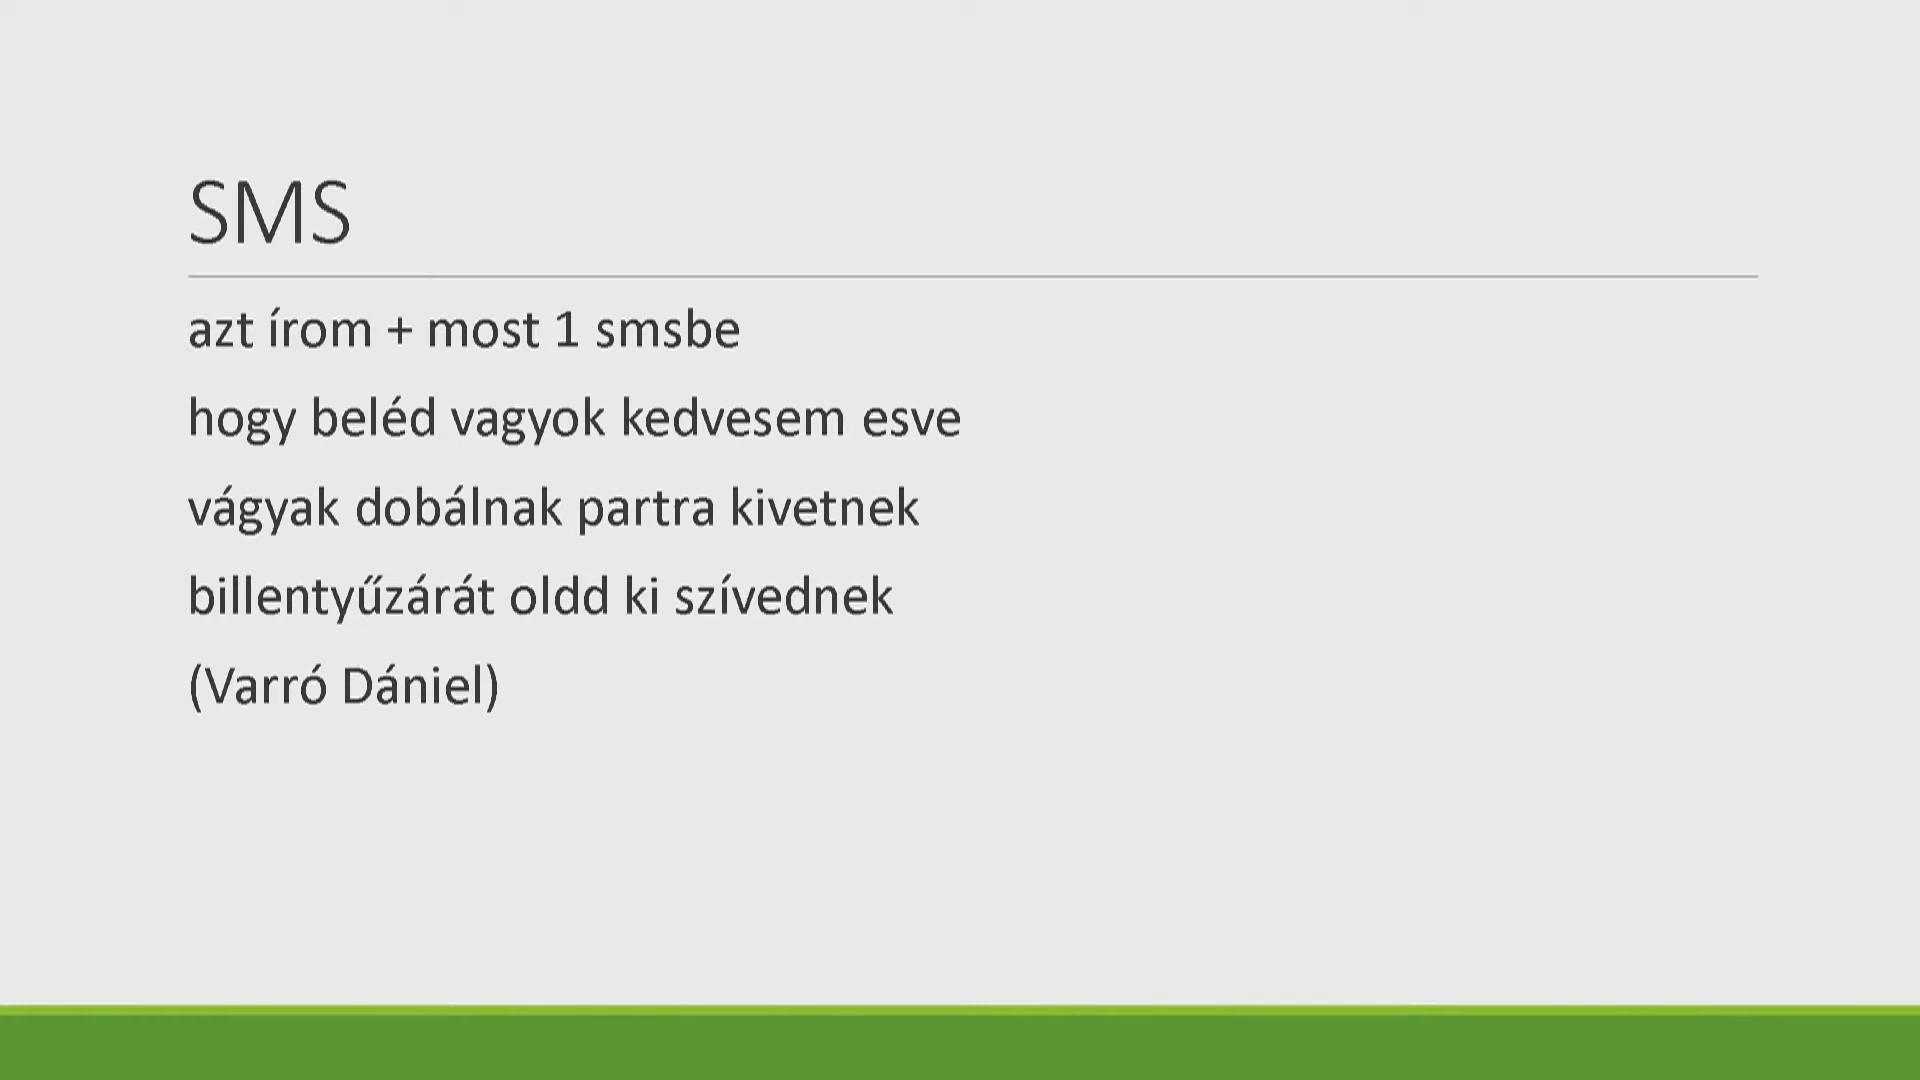 SMS
azt írom + most 1 smsbe
hogy beléd vagyok kedvesem esve
vágyak dobálnak partra kivetnek
billentyűzárát oldd ki szívednek
(Varró Dániel)